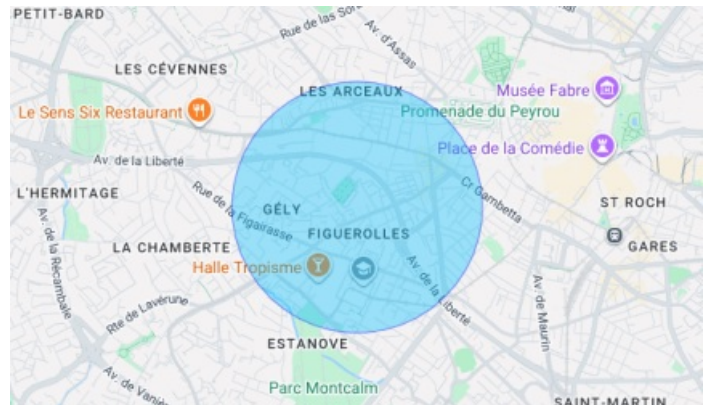 PETIT-BARD
Rue de las Sor
Av. d'Assas
LES CÉVENNES
LES ARCEAUX
Musée Fabre
Le Sens Six Restaurant
Promenade du Peyrou
Place de la Comédie
Av. de la Liberté
L'HERMITAGE
Rue de la Figairasse
Cr Gambetta
GÉLY
ST ROCH
FIGUEROLLES
LA CHAMBERTE
GARES
Halle Tropisme
Av. de la Récambale
Av. de la Liberté
Rte de Lavérune
Av. de Maurin
ESTANOVE
Av. de Vaniè
Parc Montcalm
SAINT-MARTIN